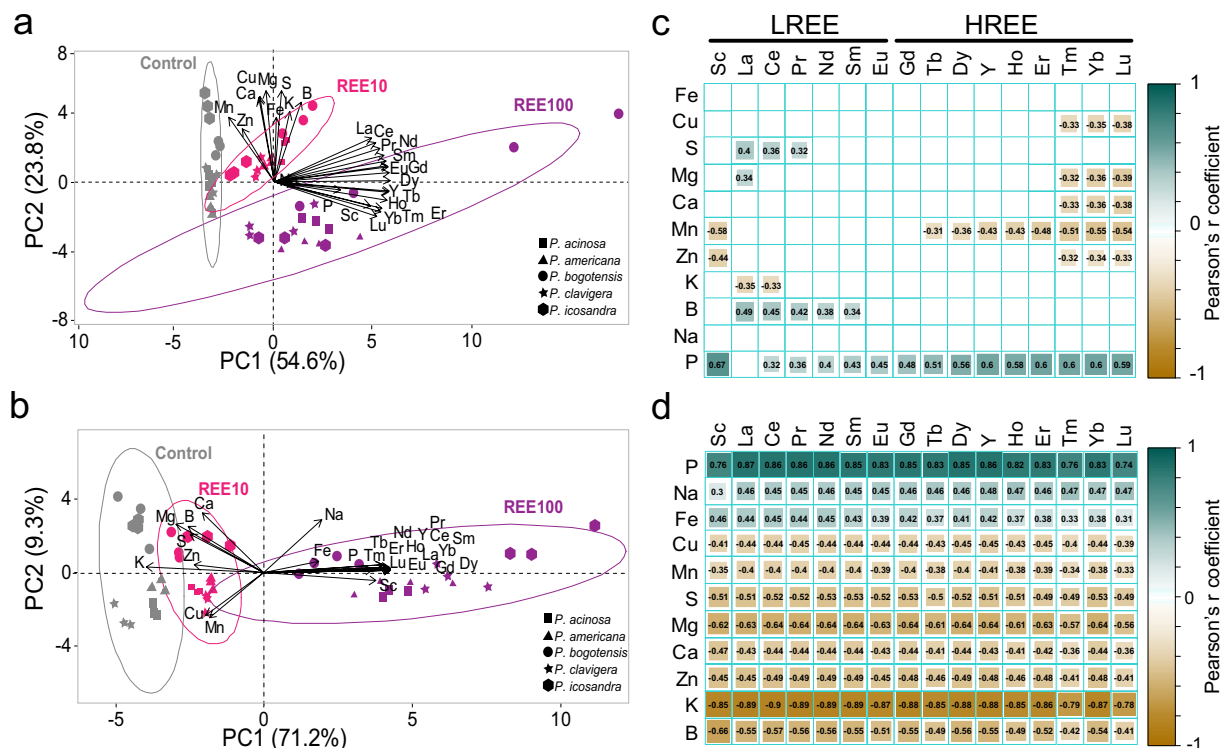 a
8
4
0
-4
-8
PC2 (23.8%)
10
-5
0
5
10
PC1 (54.6%)
Control
REE10
REE100
Cu Mg S
Ca K B
Mn Zn Fe
La Ce Nd
Pr
Sm
Eu Gd
Dy
Y
Tb
P Ho
Sc Yb Tm Er
Lu
P. acinosa
P. americana
P. bogotensis
P. clavigera
P. icosandra
b
4
0
-4
PC2 (9.3%)
-5
0
5
10
PC1 (71.2%)
Control
REE10
REE100
Ca
Mg B
S
Zn
K
Cu
Mn
Na
Fe
P
Nd Pr
Tb Y Ce Sm
Er Ho Yb
Tm La
Lu Eu Gd Dy
Sc
P. acinosa
P. americana
P. bogotensis
P. clavigera
P. icosandra
c
LREE HREE
Sc La Ce Pr Nd Sm Eu Gd Tb Dy Y Ho Er Tm Yb Lu
Fe
Cu -0.33 -0.35 -0.38
S 0.4 0.36 0.32
Mg 0.34 -0.32 -0.36 -0.39
Ca -0.33 -0.36 -0.38
Mn -0.58 -0.31 -0.36 -0.43 -0.43 -0.48 -0.51 -0.55 -0.54
Zn -0.44 -0.32 -0.34 -0.33
K -0.35 -0.33
B 0.49 0.45 0.42 0.38 0.34
Na
P 0.67 0.32 0.36 0.4 0.43 0.45 0.48 0.51 0.56 0.6 0.58 0.6 0.6 0.6 0.59
1
0
-1
Pearson's r coefficient
d
Sc La Ce Pr Nd Sm Eu Gd Tb Dy Y Ho Er Tm Yb Lu
P 0.76 0.87 0.86 0.86 0.86 0.85 0.83 0.85 0.83 0.85 0.86 0.82 0.83 0.76 0.83 0.74
Na 0.3 0.46 0.45 0.45 0.45 0.46 0.46 0.46 0.46 0.46 0.48 0.46 0.47 0.45 0.47 0.47
Fe 0.46 0.44 0.45 0.44 0.45 0.43 0.39 0.42 0.37 0.41 0.42 0.37 0.38 0.33 0.38 0.31
Cu -0.41 -0.44 -0.44 -0.45 -0.44 -0.45 -0.45 -0.44 -0.45 -0.44 -0.43 -0.45 -0.45 -0.4 -0.44 -0.39
Mn -0.35 -0.4 -0.4 -0.4 -0.41 -0.4 -0.39 -0.4 -0.4 -0.4 -0.41 -0.38 -0.39 -0.33 -0.4 -0.33
S -0.51 -0.51 -0.52 -0.52 -0.53 -0.52 -0.52 -0.52 -0.5 -0.52 -0.52 -0.51 -0.49 -0.49 -0.53 -0.49
Mg -0.62 -0.63 -0.64 -0.64 -0.64 -0.64 -0.63 -0.64 -0.61 -0.64 -0.64 -0.61 -0.63 -0.57 -0.64 -0.56
Ca -0.47 -0.43 -0.44 -0.44 -0.44 -0.44 -0.42 -0.44 -0.40 -0.44 -0.43 -0.41 -0.42 -0.36 -0.44 -0.36
Zn -0.45 -0.45 -0.49 -0.48 -0.49 -0.48 -0.46 -0.49 -0.46 -0.49 -0.48 -0.46 -0.48 -0.41 -0.48 -0.41
K -0.85 -0.89 -0.9 -0.89 -0.89 -0.89 -0.87 -0.88 -0.85 -0.88 -0.88 -0.85 -0.86 -0.79 -0.87 -0.78
B -0.66 -0.55 -0.57 -0.56 -0.56 -0.55 -0.51 -0.55 -0.49 -0.56 -0.55 -0.49 -0.52 -0.42 -0.54 -0.41
1
0
-1
Pearson's r coefficient